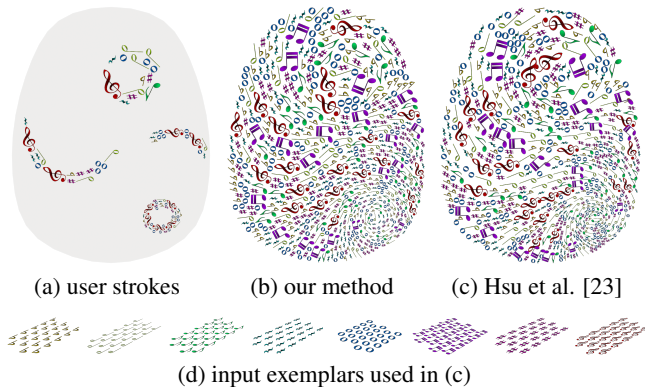 (a) user strokes
(b) our method
(c) Hsu et al. [23]
(d) input exemplars used in (c)